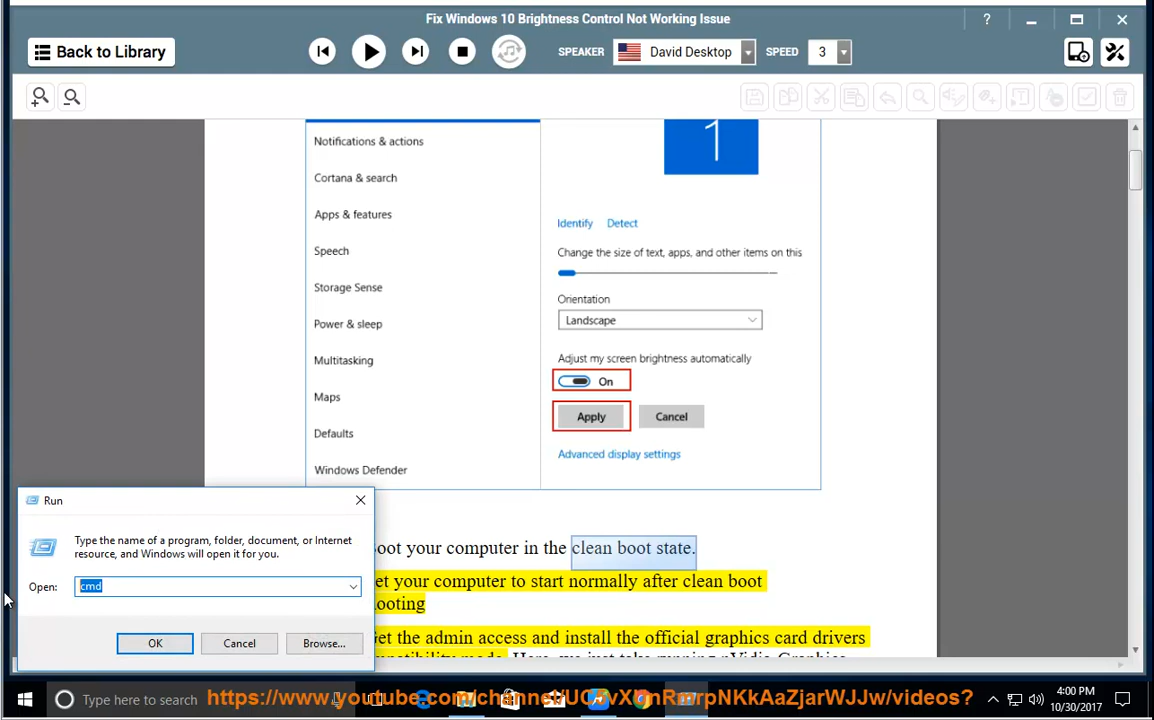 Fix Windows 10 Brightness Control Not Working Issue
?
Back to Library
SPEAKER
David Desktop
SPEED
3
1
Notifications & actions
Cortana & search
Apps & features
Speech
Storage Sense
Power & sleep
Multitasking
Maps
Defaults
Windows Defender
Identify Detect
Change the size of text, apps, and other items on this
Orientation
Landscape
Adjust my screen brightness automatically
On
Apply Cancel
Advanced display settings
oot your computer in the clean boot state.
et your computer to start normally after clean boot
ooting
et the admin access and install the official graphics card drivers
Run
Type the name of a program, folder, document, or Internet
resource, and Windows will open it for you.
Open: cmd
OK Cancel Browse...
Type here to search
4:00 PM
10/30/2017